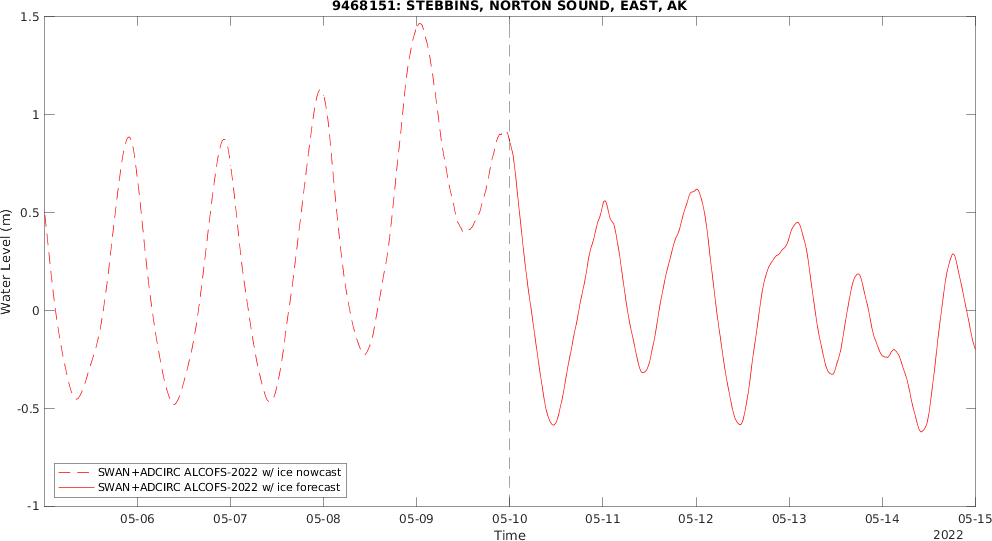 9468151: STEBBINS, NORTON SOUND, EAST, AK
1.5
1
0.5
0
-0.5
-1
Water Level (m)
SWAN+ADCIRC ALCOFS-2022 w/ ice nowcast
SWAN+ADCIRC ALCOFS-2022 w/ ice forecast
05-06 05-07 05-08 05-09 05-10 05-11 05-12 05-13 05-14 05-15
Time
2022